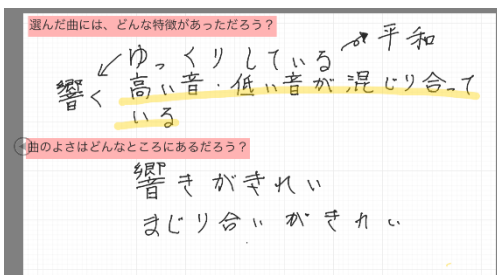 選んだ曲には、どんな特徴があっただろう?
ゆっくりしている
平和
響く
高い音・低い音が混じり合って
いる
曲のよさはどんなところにあるだろう?
響きがきれい
まじり合いがきれい